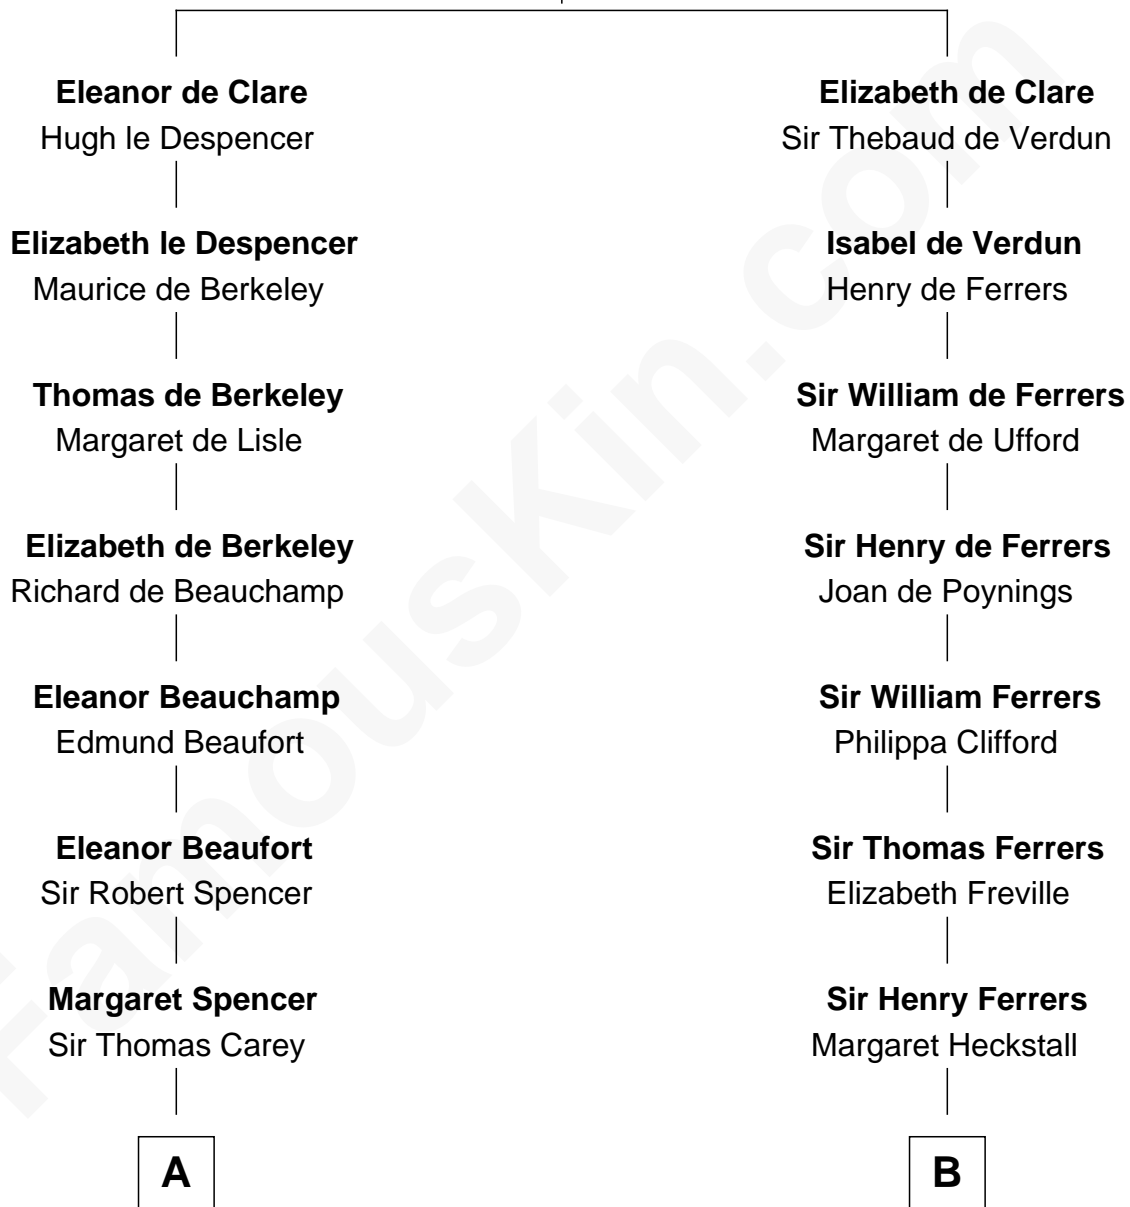 Eleanor de Clare
Hugh le Despencer
Elizabeth le Despencer
Maurice de Berkeley
Thomas de Berkeley
Margaret de Lisle
Elizabeth de Berkeley
Richard de Beauchamp
Eleanor Beauchamp
Edmund Beaufort
Eleanor Beaufort
Sir Robert Spencer
Margaret Spencer
Sir Thomas Carey
A
Elizabeth de Clare
Sir Thebaud de Verdun
Isabel de Verdun
Henry de Ferrers
Sir William de Ferrers
Margaret de Ufford
Sir Henry de Ferrers
Joan de Poynings
Sir William Ferrers
Philippa Clifford
Sir Thomas Ferrers
Elizabeth Freville
Sir Henry Ferrers
Margaret Heckstall
B
FamousKin.com